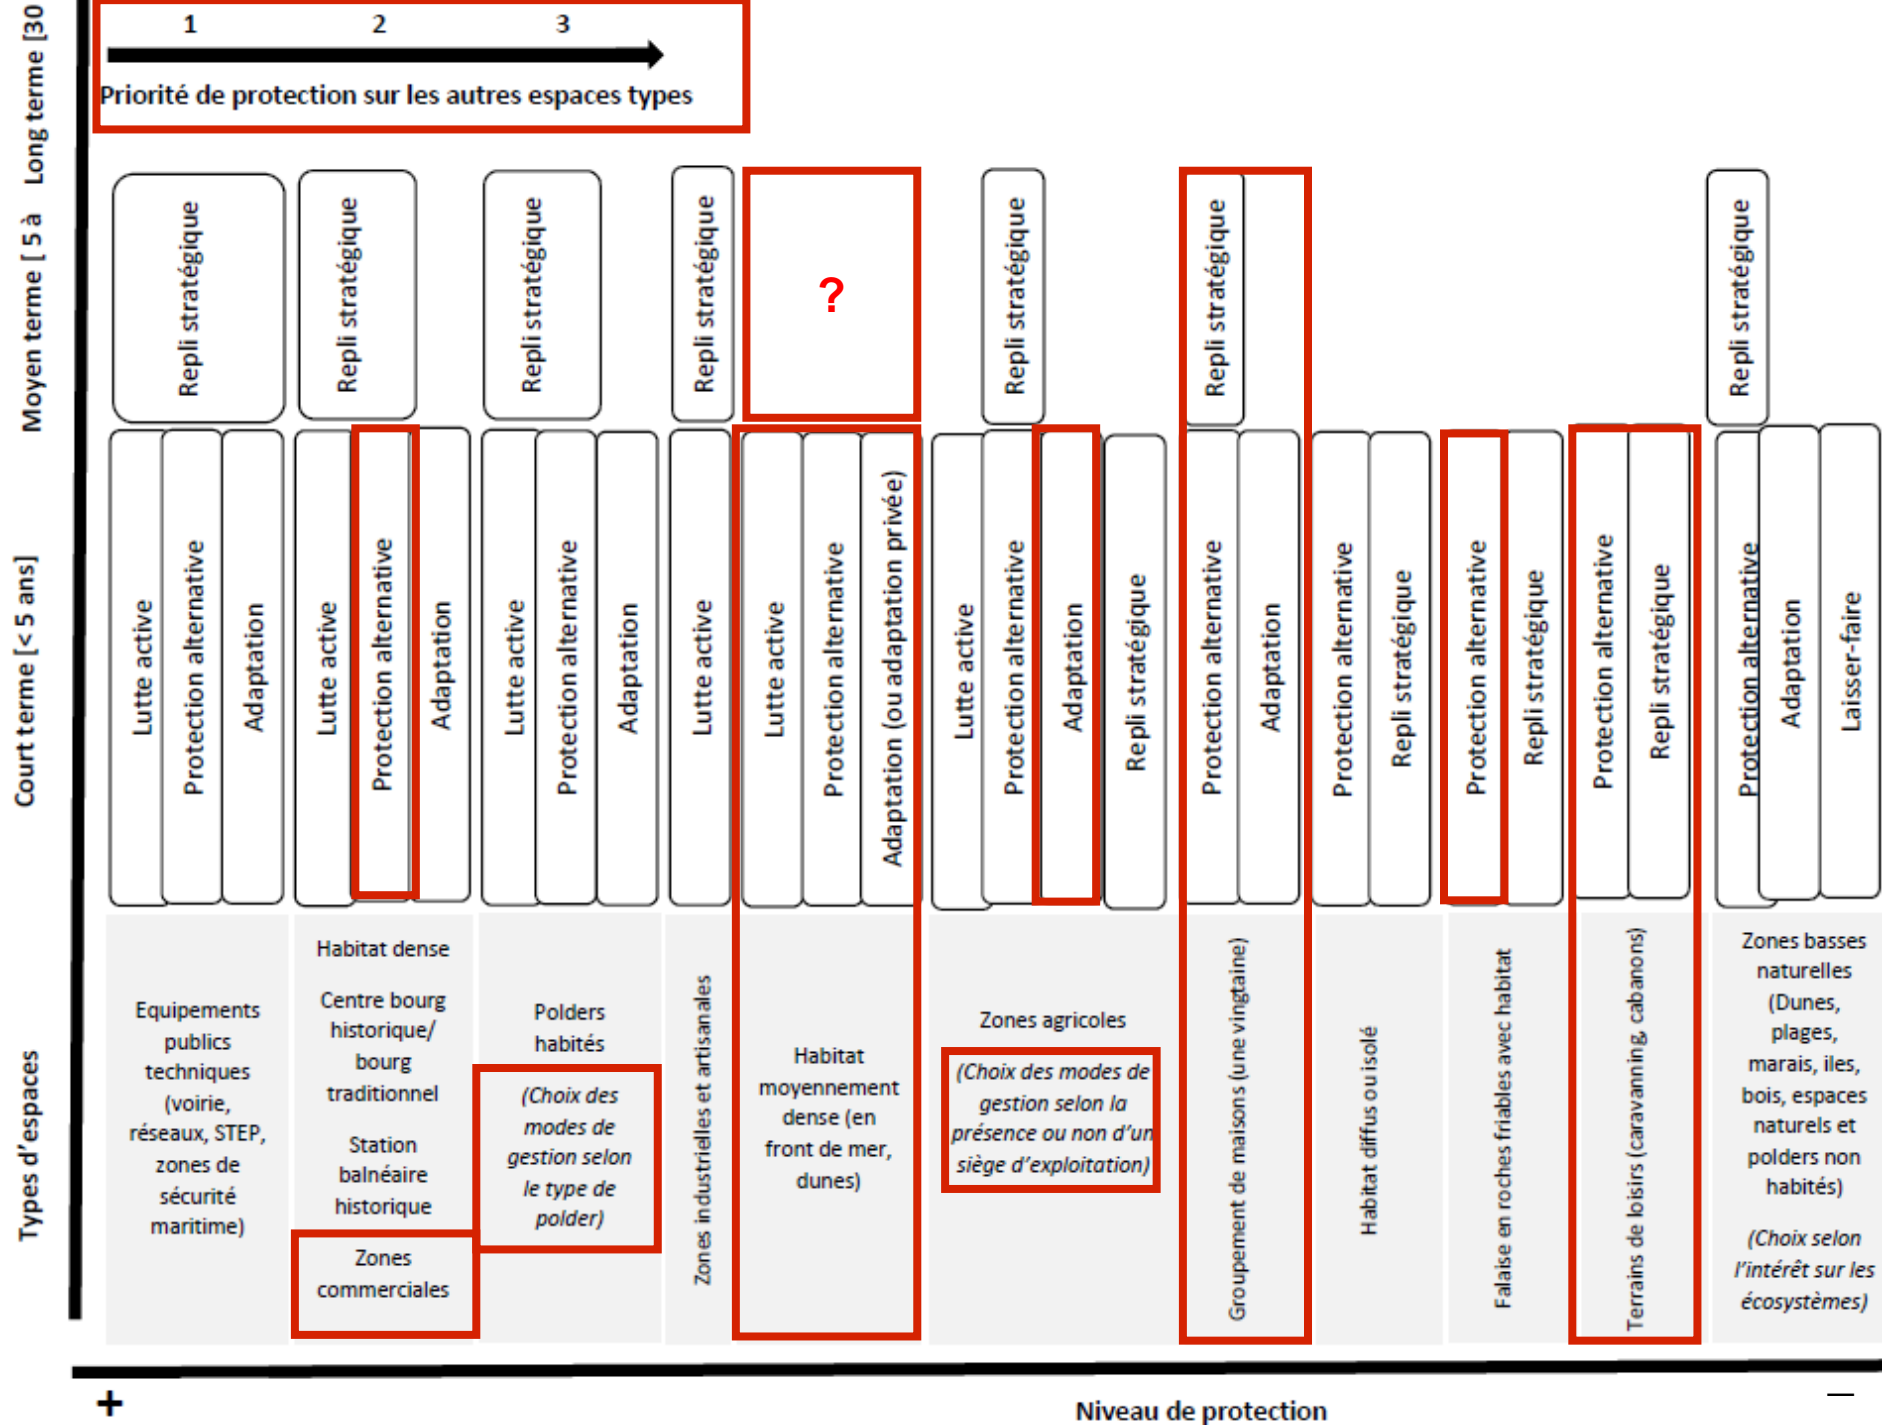 1 2 3
Priorité de protection sur les autres espaces types
Long terme [30
Moyen terme [ 5 à
Court terme [< 5 ans]
Types d'espaces
Repli stratégique
Repli stratégique
Repli stratégique
Repli stratégique
?
Repli stratégique
Repli stratégique
Repli stratégique
Lutte active
Protection alternative
Adaptation
Lutte active
Protection alternative
Adaptation
Lutte active
Protection alternative
Adaptation
Lutte active
Lutte active
Protection alternative
Adaptation (ou adaptation privée)
Lutte active
Protection alternative
Adaptation
Repli stratégique
Protection alternative
Adaptation
Protection alternative
Repli stratégique
Protection alternative
Repli stratégique
Protection alternative
Repli stratégique
Protection alternative
Adaptation
Laisser-faire
Equipements
publics
techniques
(voirie,
réseaux, STEP,
zones de
sécurité
maritime)
Habitat dense
Centre bourg
historique/
bourg
traditionnel
Station
balnéaire
historique
Zones
commerciales
Polders
habités
(Choix des
modes de
gestion selon
le type de
polder)
Zones industrielles et artisanales
Habitat
moyennement
dense (en
front de mer,
dunes)
Zones agricoles
(Choix des modes de
gestion selon la
présence ou non d'un
siège d'exploitation)
Groupement de maisons (une vingtaine)
Habitat diffus ou isolé
Falaise en roches friables avec habitat
Terrains de loisirs (caravanning, cabanons)
Zones basses
naturelles
(Dunes,
plages,
marais, iles,
bois, espaces
naturels et
polders non
habités)
(Choix selon
l'intérêt sur les
écosystèmes)
+ Niveau de protection −